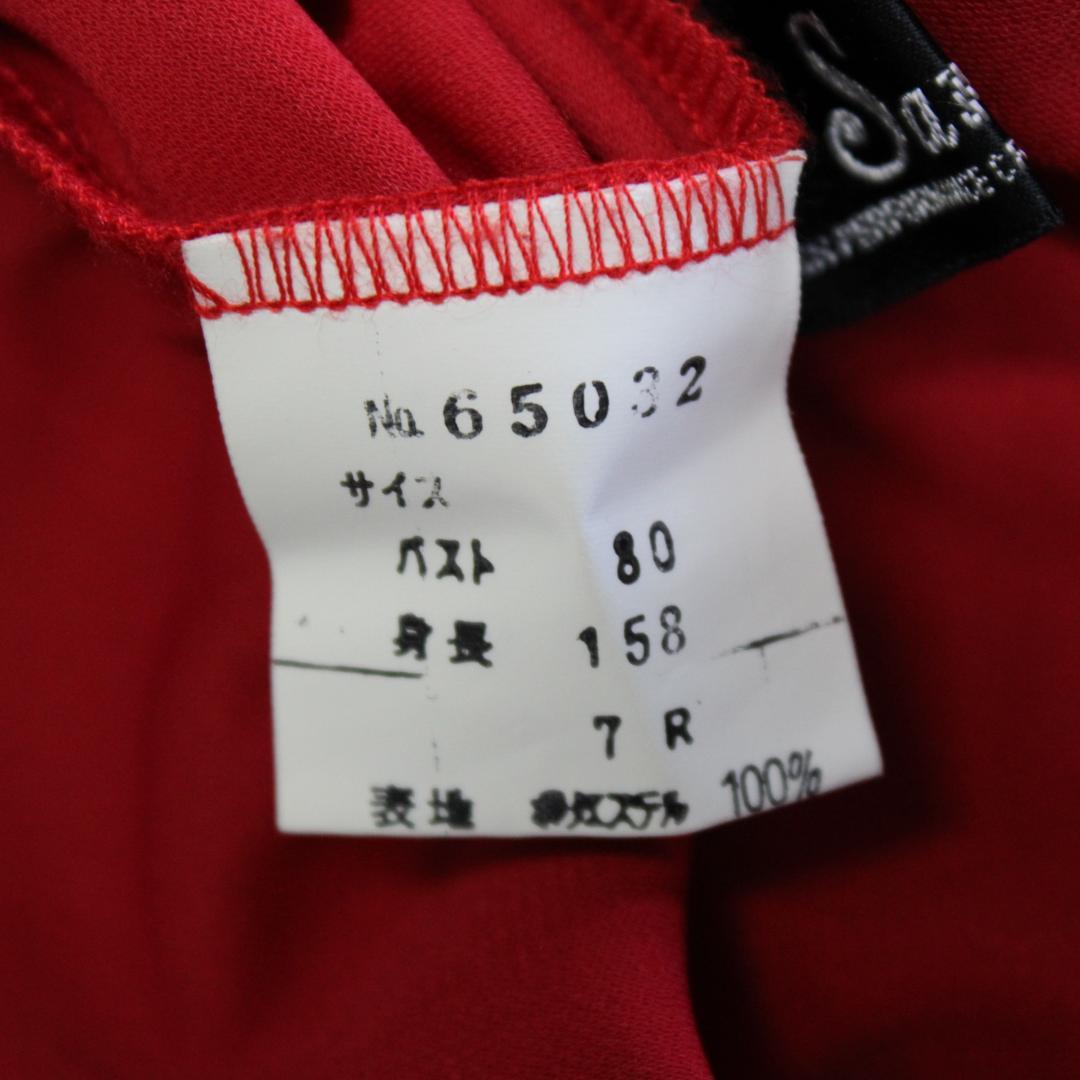 No. 65032
サイズ
バスト 80
身長 158
7 R
表地 ポリエステル 100%